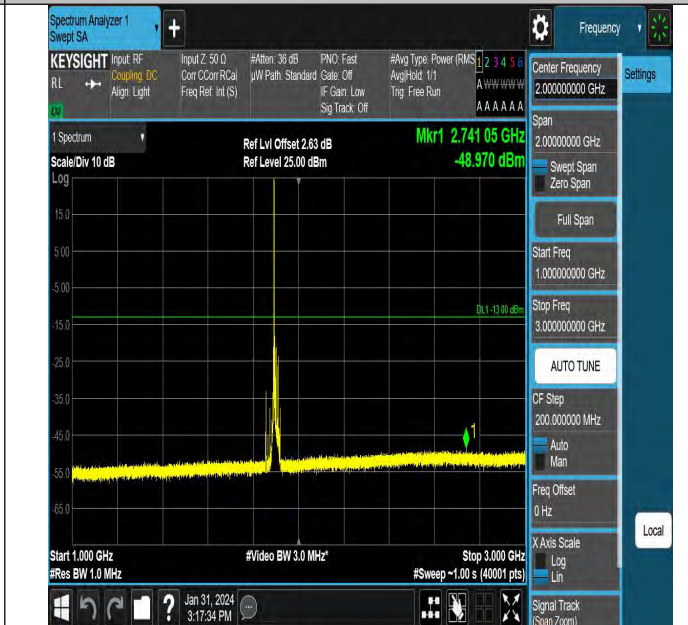 Spectrum Analyzer 1
Swept SA
+
Frequency
KEYSIGHT
RL
Input: RF
Coupling: DC
Align: Light
Input Z: 50 Ω
Corr CCorr RCal
Freq Ref: Int (S)
#Atten: 36 dB
µW Path: Standard
PNO: Fast
Gate: Off
IF Gain: Low
Sig Track: Off
#Avg Type: Power (RMS
Avg|Hold: 1/1
Trig: Free Run
1 2 3 4 5 6
A W W W W W
A A A A A A
1 Spectrum
Scale/Div 10 dB
Log
Ref Lvl Offset 2.63 dB
Ref Level 25.00 dBm
Mkr1 2.741 05 GHz
-48.970 dBm
15.0
5.00
-5.00
-15.0
-25.0
-35.0
-45.0
-55.0
-65.0
DL1 -13.00 dBm
1
Start 1.000 GHz
#Res BW 1.0 MHz
#Video BW 3.0 MHz*
Stop 3.000 GHz
#Sweep ~1.00 s (40001 pts)
Center Frequency
2.000000000 GHz
Settings
Span
2.00000000 GHz
Swept Span
Zero Span
Full Span
Start Freq
1.000000000 GHz
Stop Freq
3.000000000 GHz
AUTO TUNE
CF Step
200.000000 MHz
Auto
Man
Freq Offset
0 Hz
X Axis Scale
Log
Lin
Local
Signal Track
(Span Zoom)
?
Jan 31, 2024
3:17:34 PM